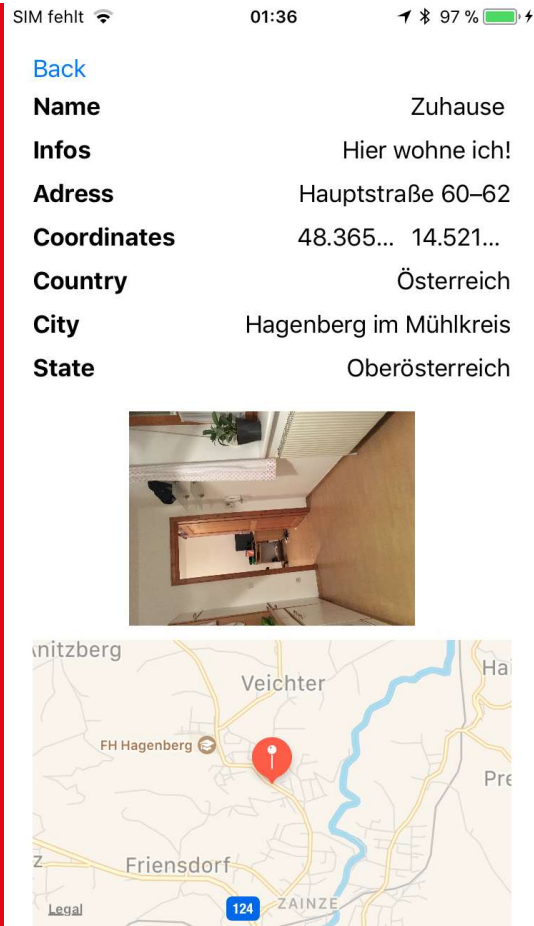 SIM fehlt 01:36 97 %
Back
Name Zuhause
Infos Hier wohne ich!
Adress Hauptstraße 60–62
Coordinates 48.365... 14.521...
Country Österreich
City Hagenberg im Mühlkreis
State Oberösterreich
nitzberg
Hai
Veichter
FH Hagenberg
Pre
Z
Friensdorf
Legal 124 ZAINZE